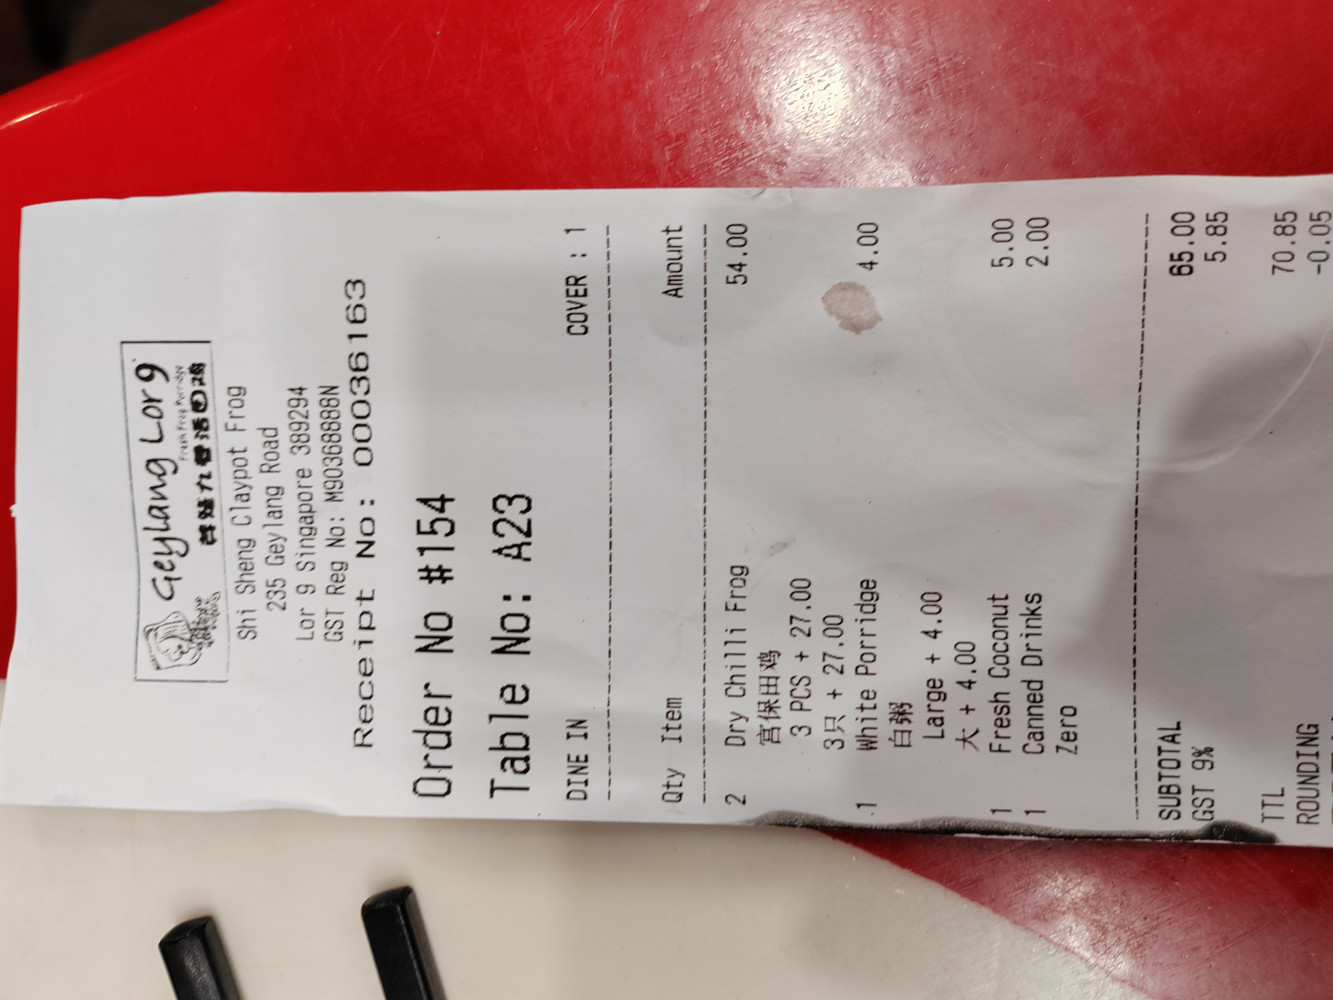 Geylang Lor 9
Fresh Frog Porridge
芽笼九巷活田鸡
Shi Sheng Claypot Frog
235 Geylang Road
Lor 9 Singapore 389294
GST Reg No: M90368888N
Receipt No: 00036163
Order No #154
Table No: A23
DINE IN COVER : 1
Qty Item Amount
2 Dry Chilli Frog 54.00
宫保田鸡
3 PCS + 27.00
3只 + 27.00
1 White Porridge 4.00
白粥
Large + 4.00
大 + 4.00
1 Fresh Coconut 5.00
1 Canned Drinks 2.00
Zero
SUBTOTAL 65.00
GST 9% 5.85
TTL 70.85
ROUNDING -0.05